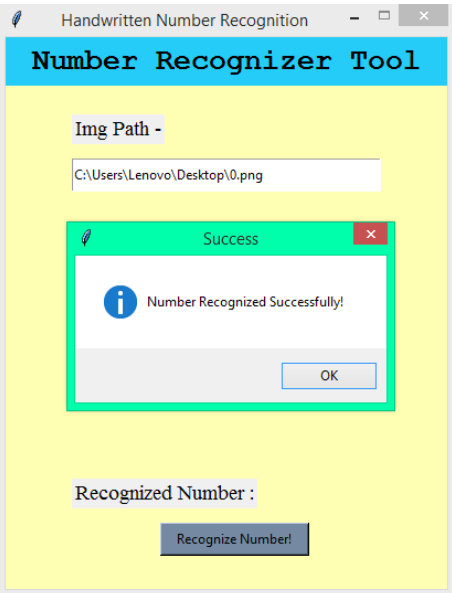 Handwritten Number Recognition
Number Recognizer Tool
Img Path -
C:\Users\Lenovo\Desktop\0.png
Success
Number Recognized Successfully!
OK
Recognized Number :
Recognize Number!